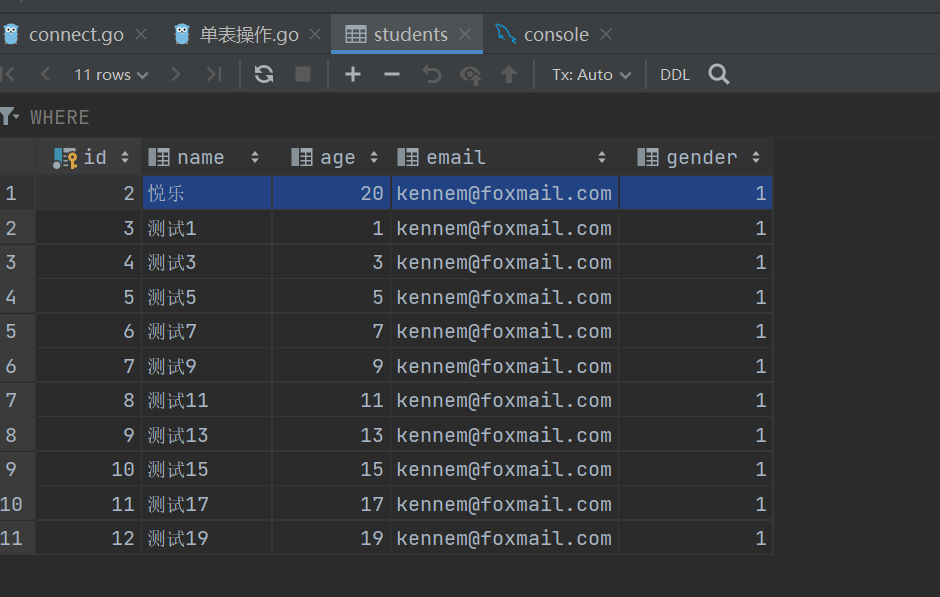 connect.go 单表操作.go students console
11 rows Tx: Auto DDL
WHERE
id name age email gender
1 2 悦乐 20 kennem@foxmail.com 1
2 3 测试1 1 kennem@foxmail.com 1
3 4 测试3 3 kennem@foxmail.com 1
4 5 测试5 5 kennem@foxmail.com 1
5 6 测试7 7 kennem@foxmail.com 1
6 7 测试9 9 kennem@foxmail.com 1
7 8 测试11 11 kennem@foxmail.com 1
8 9 测试13 13 kennem@foxmail.com 1
9 10 测试15 15 kennem@foxmail.com 1
10 11 测试17 17 kennem@foxmail.com 1
11 12 测试19 19 kennem@foxmail.com 1